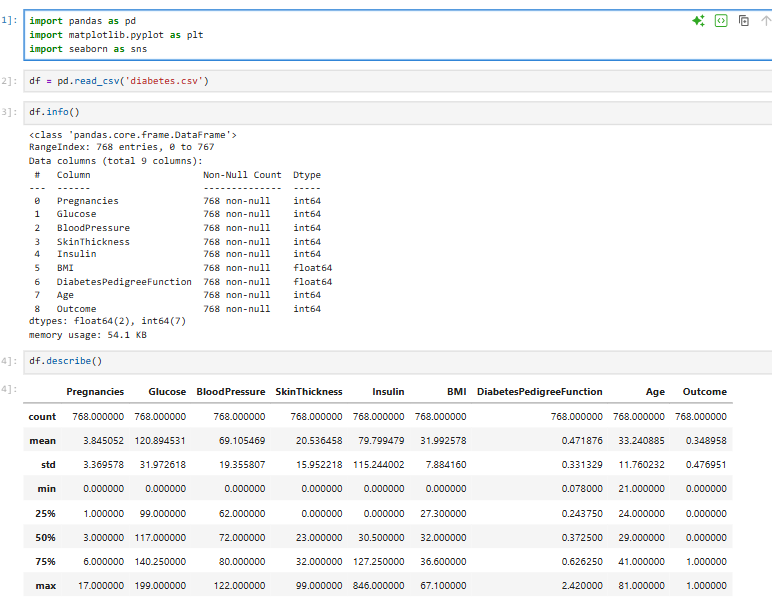 1]: import pandas as pd
import matplotlib.pyplot as plt
import seaborn as sns
2]: df = pd.read_csv('diabetes.csv')
3]: df.info()
<class 'pandas.core.frame.DataFrame'>
RangeIndex: 768 entries, 0 to 767
Data columns (total 9 columns):
# Column Non-Null Count Dtype
--- ------ -------------- -----
0 Pregnancies 768 non-null int64
1 Glucose 768 non-null int64
2 BloodPressure 768 non-null int64
3 SkinThickness 768 non-null int64
4 Insulin 768 non-null int64
5 BMI 768 non-null float64
6 DiabetesPedigreeFunction 768 non-null float64
7 Age 768 non-null int64
8 Outcome 768 non-null int64
dtypes: float64(2), int64(7)
memory usage: 54.1 KB
4]: df.describe()
4]: Pregnancies Glucose BloodPressure SkinThickness Insulin BMI DiabetesPedigreeFunction Age Outcome
count 768.000000 768.000000 768.000000 768.000000 768.000000 768.000000 768.000000 768.000000 768.000000
mean 3.845052 120.894531 69.105469 20.536458 79.799479 31.992578 0.471876 33.240885 0.348958
std 3.369578 31.972618 19.355807 15.952218 115.244002 7.884160 0.331329 11.760232 0.476951
min 0.000000 0.000000 0.000000 0.000000 0.000000 0.000000 0.078000 21.000000 0.000000
25% 1.000000 99.000000 62.000000 0.000000 0.000000 27.300000 0.243750 24.000000 0.000000
50% 3.000000 117.000000 72.000000 23.000000 30.500000 32.000000 0.372500 29.000000 0.000000
75% 6.000000 140.250000 80.000000 32.000000 127.250000 36.600000 0.626250 41.000000 1.000000
max 17.000000 199.000000 122.000000 99.000000 846.000000 67.100000 2.420000 81.000000 1.000000